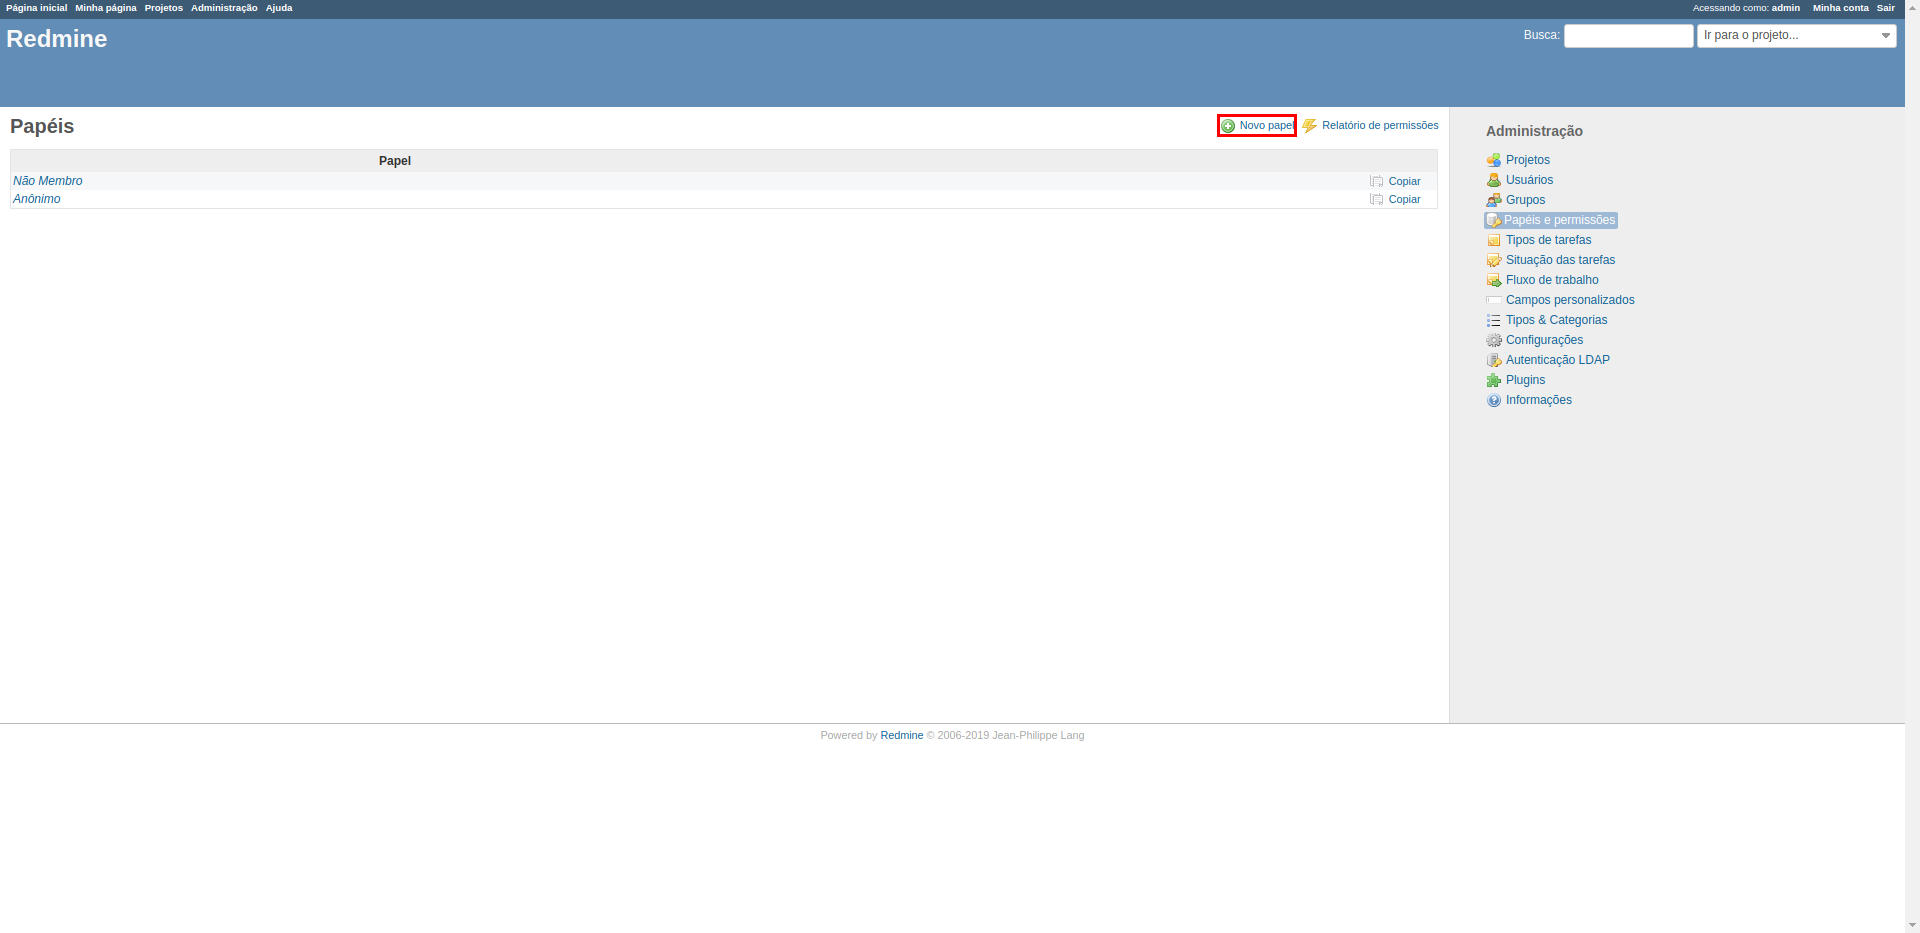 Página inicial Minha página Projetos Administração Ajuda Acessando como: admin Minha conta Sair
Redmine Busca: Ir para o projeto...
Papéis Novo papel Relatório de permissões
Papel
Não Membro Copiar
Anônimo Copiar
Administração
Projetos
Usuários
Grupos
Papéis e permissões
Tipos de tarefas
Situação das tarefas
Fluxo de trabalho
Campos personalizados
Tipos & Categorias
Configurações
Autenticação LDAP
Plugins
Informações
Powered by Redmine © 2006-2019 Jean-Philippe Lang